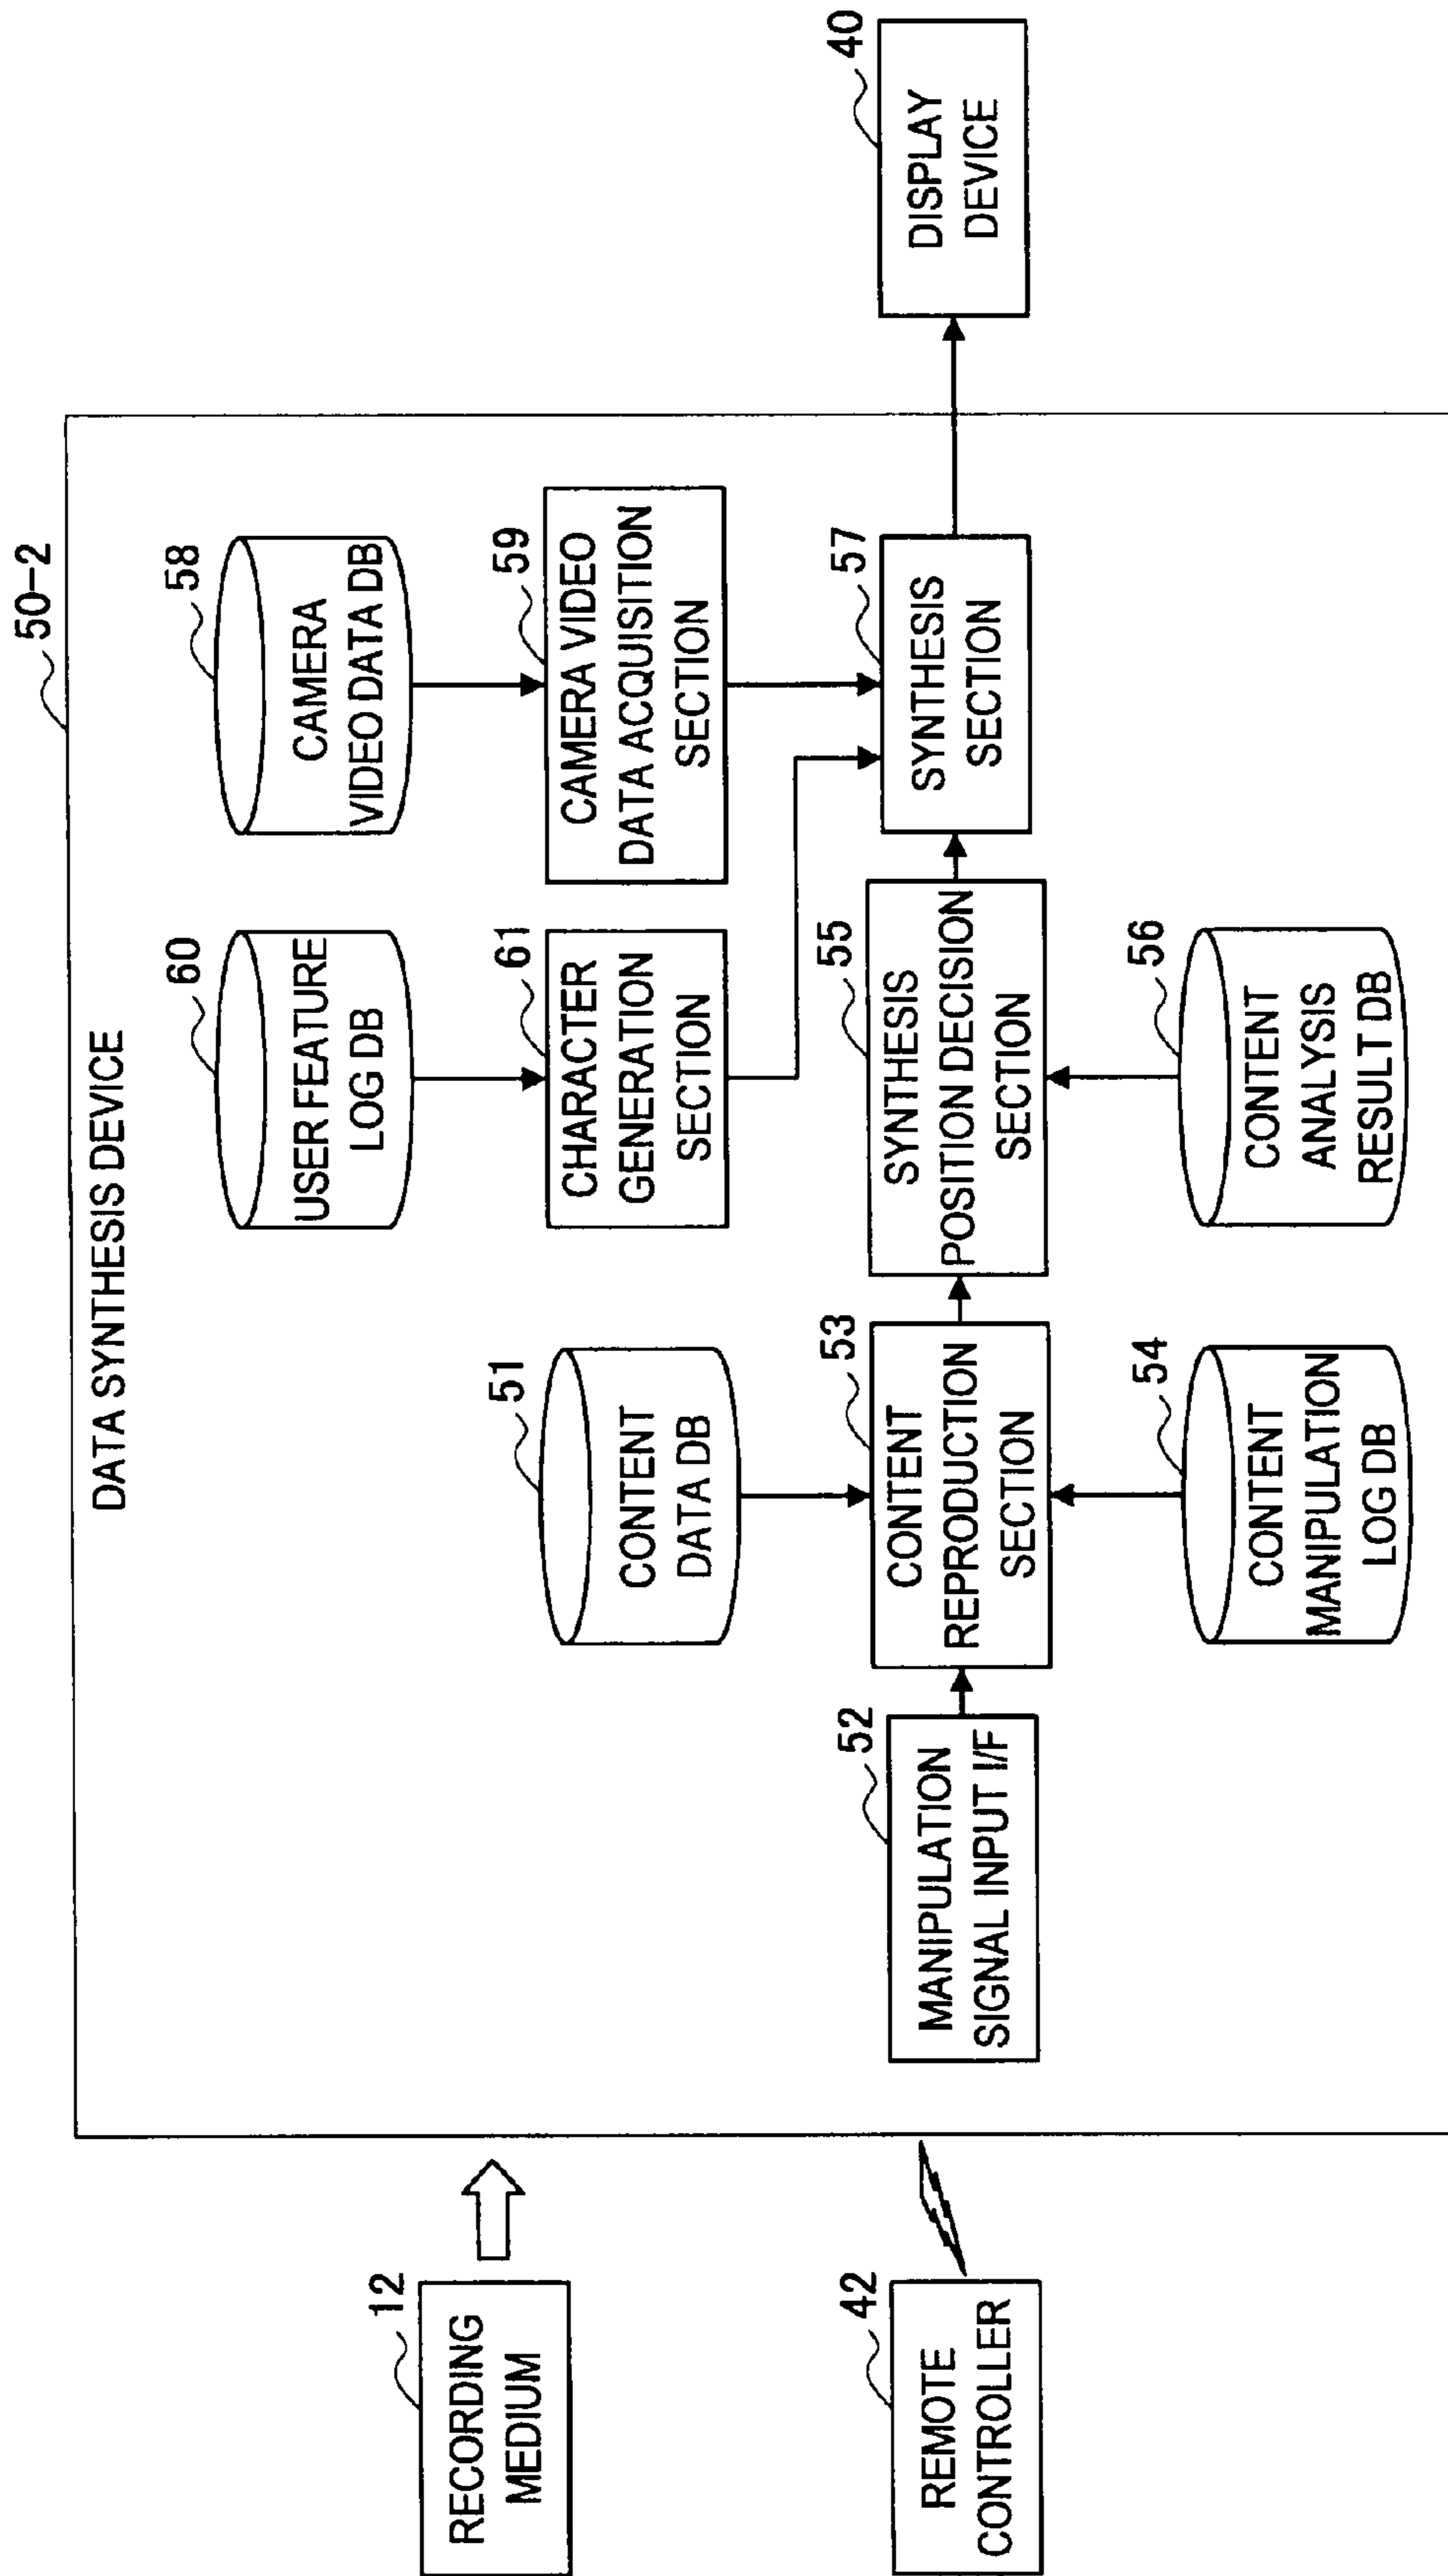 DATA SYNTHESIS DEVICE
50-2
60
USER FEATURE
LOG DB
58
CAMERA
VIDEO DATA DB
12
RECORDING
MEDIUM
51
CONTENT
DATA DB
61
CHARACTER
GENERATION
SECTION
59
CAMERA VIDEO
DATA ACQUISITION
SECTION
42
REMOTE
CONTROLLER
52
MANIPULATION
SIGNAL INPUT I/F
53
CONTENT
REPRODUCTION
SECTION
55
SYNTHESIS
POSITION DECISION
SECTION
57
SYNTHESIS
SECTION
40
DISPLAY
DEVICE
54
CONTENT
MANIPULATION
LOG DB
56
CONTENT
ANALYSIS
RESULT DB